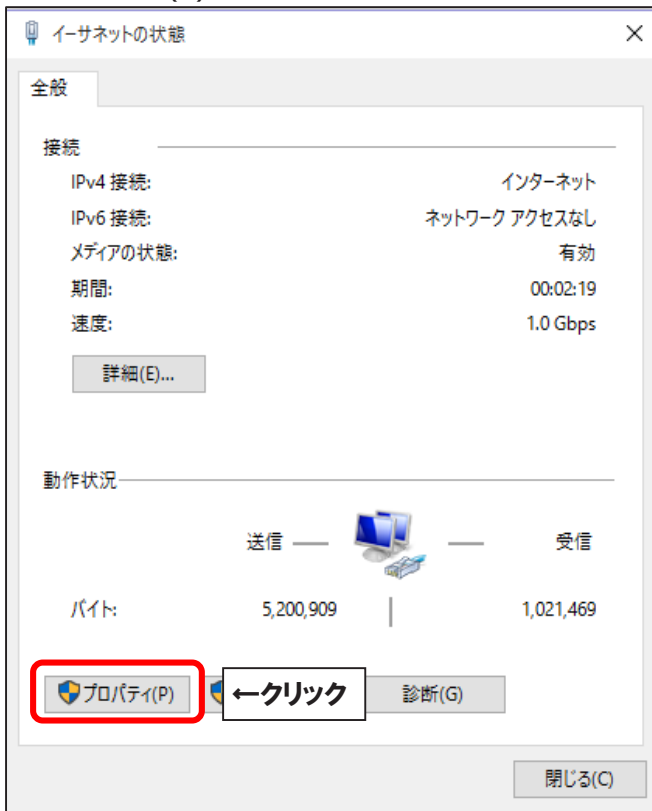 イーサネットの状態
全般
接続
IPv4 接続: インターネット
IPv6 接続: ネットワーク アクセスなし
メディアの状態: 有効
期間: 00:02:19
速度: 1.0 Gbps
詳細(E)...
動作状況
送信 受信
バイト: 5,200,909 1,021,469
プロパティ(P) ←クリック 診断(G)
閉じる(C)